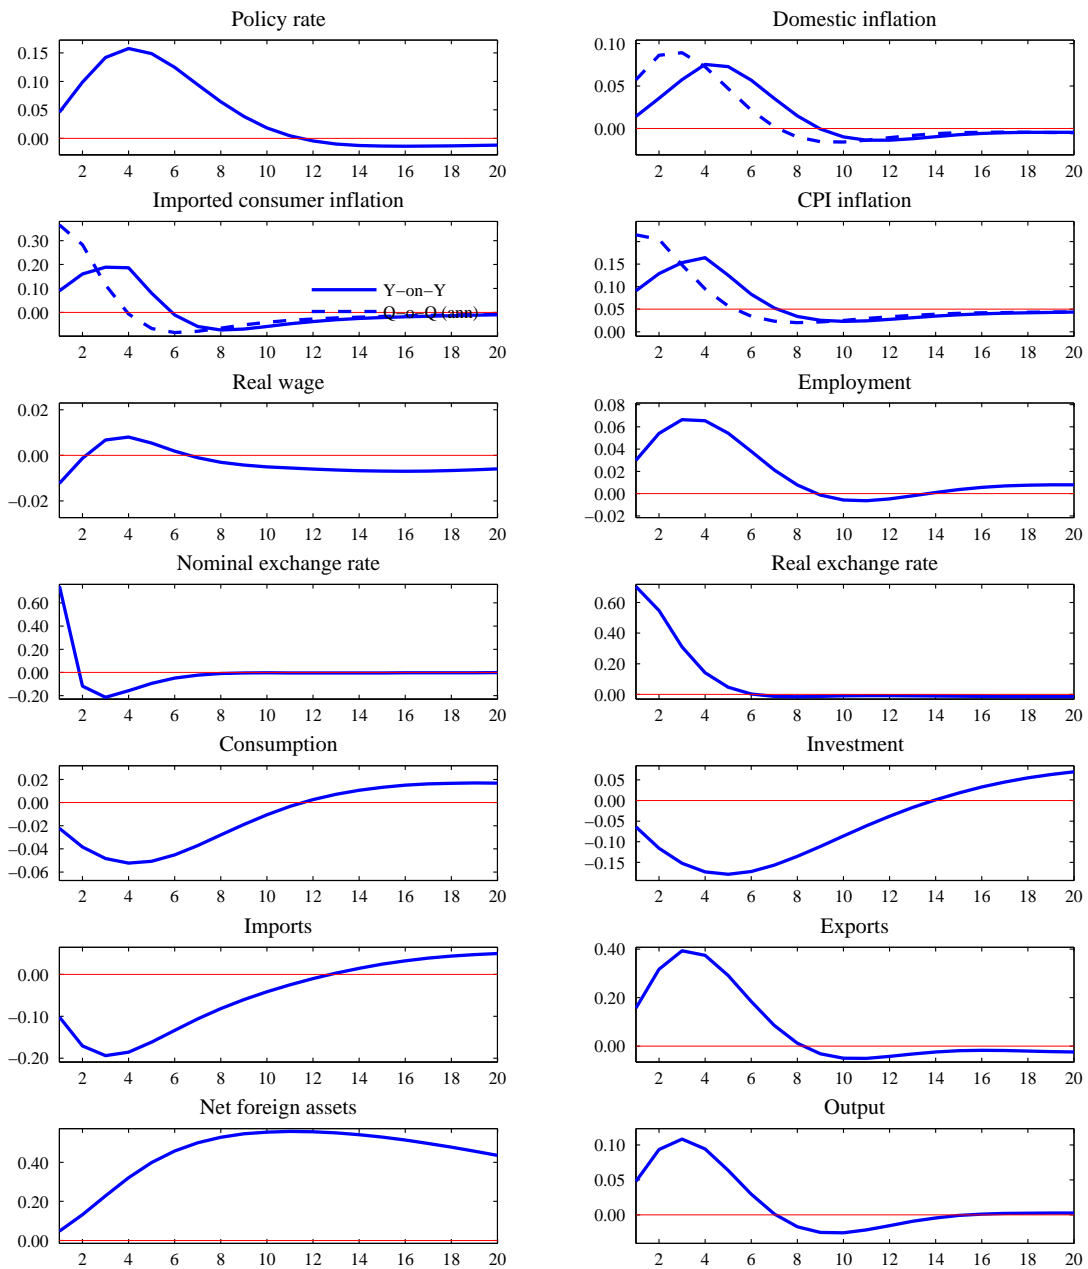 Policy rate
0.15
0.10
0.05
0.00
2 4 6 8 10 12 14 16 18 20
Domestic inflation
0.10
0.05
0.00
2 4 6 8 10 12 14 16 18 20
Imported consumer inflation
0.30
0.20
0.10
0.00
Y−on−Y
Q−o−Q (ann)
2 4 6 8 10 12 14 16 18 20
CPI inflation
0.15
0.10
0.05
0.00
2 4 6 8 10 12 14 16 18 20
Real wage
0.02
0.00
−0.02
2 4 6 8 10 12 14 16 18 20
Employment
0.08
0.06
0.04
0.02
0.00
−0.02
2 4 6 8 10 12 14 16 18 20
Nominal exchange rate
0.60
0.40
0.20
0.00
−0.20
2 4 6 8 10 12 14 16 18 20
Real exchange rate
0.60
0.40
0.20
0.00
2 4 6 8 10 12 14 16 18 20
Consumption
0.02
0.00
−0.02
−0.04
−0.06
2 4 6 8 10 12 14 16 18 20
Investment
0.05
0.00
−0.05
−0.10
−0.15
2 4 6 8 10 12 14 16 18 20
Imports
0.00
−0.10
−0.20
2 4 6 8 10 12 14 16 18 20
Exports
0.40
0.20
0.00
2 4 6 8 10 12 14 16 18 20
Net foreign assets
0.40
0.20
0.00
2 4 6 8 10 12 14 16 18 20
Output
0.10
0.05
0.00
2 4 6 8 10 12 14 16 18 20